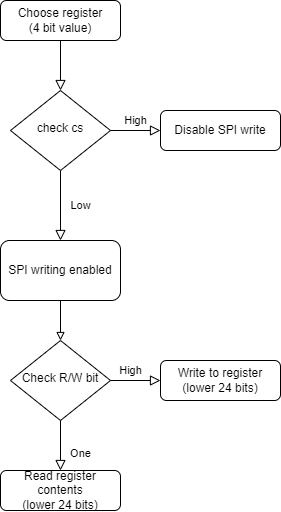 Choose register
(4 bit value)
check cs
High
Disable SPI write
Low
SPI writing enabled
Check R/W bit
High
Write to register
(lower 24 bits)
One
Read register
contents
(lower 24 bits)